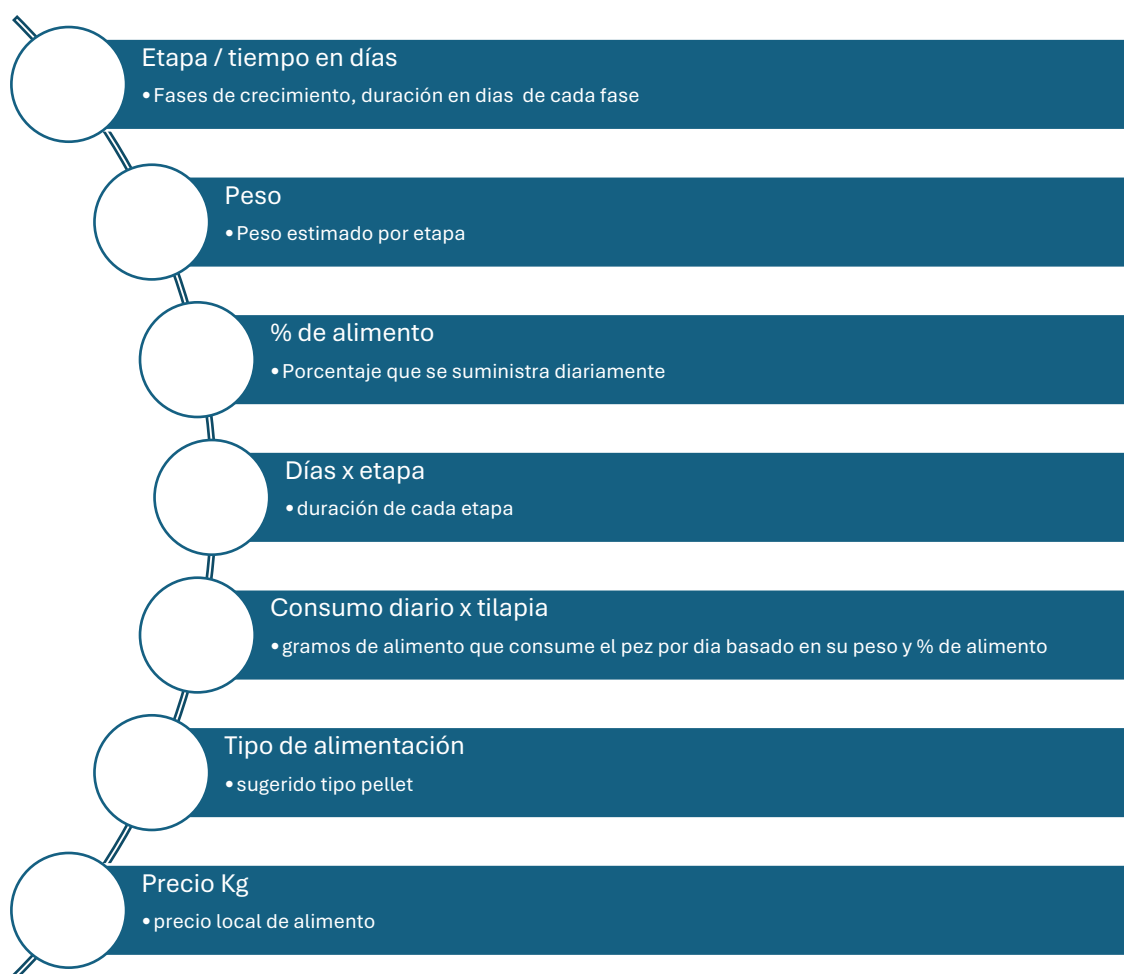 Etapa / tiempo en días
•Fases de crecimiento, duración en dias de cada fase
Peso
•Peso estimado por etapa
% de alimento
•Porcentaje que se suministra diariamente
Días x etapa
•duración de cada etapa
Consumo diario x tilapia
•gramos de alimento que consume el pez por dia basado en su peso y % de alimento
Tipo de alimentación
•sugerido tipo pellet
Precio Kg
•precio local de alimento